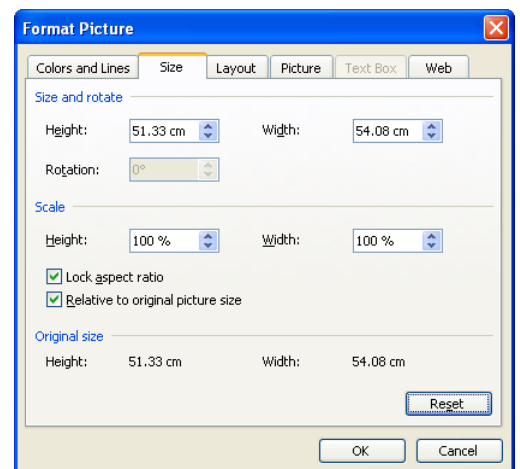 Format Picture
Colors and Lines Size Layout Picture Text Box Web
Size and rotate
Height: 51.33 cm Width: 54.08 cm
Rotation: 0°
Scale
Height: 100 % Width: 100 %
Lock aspect ratio
Relative to original picture size
Original size
Height: 51.33 cm Width: 54.08 cm
Reset
OK Cancel